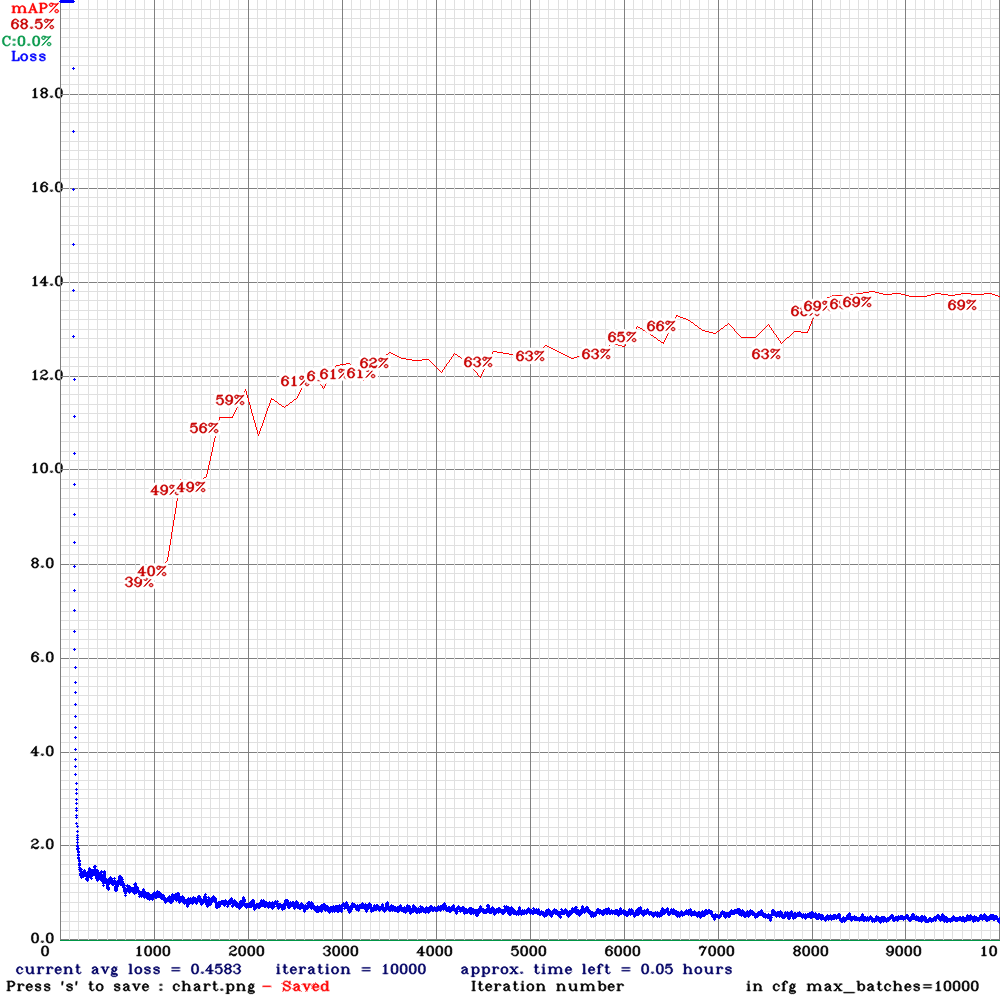 mAP%
68.5%
C:0.0%
Loss
18.0
16.0
14.0
69% 69% 69%
66%
65%
63% 63% 63% 63%
62%
12.0
61% 61% 61%
59%
56%
10.0
49% 49%
8.0
40%
39%
6.0
4.0
2.0
0.0
0 1000 2000 3000 4000 5000 6000 7000 8000 9000 10
current avg loss = 0.4583 iteration = 10000 approx. time left = 0.05 hours
Press 's' to save : chart.png - Saved Iteration number in cfg max_batches=10000